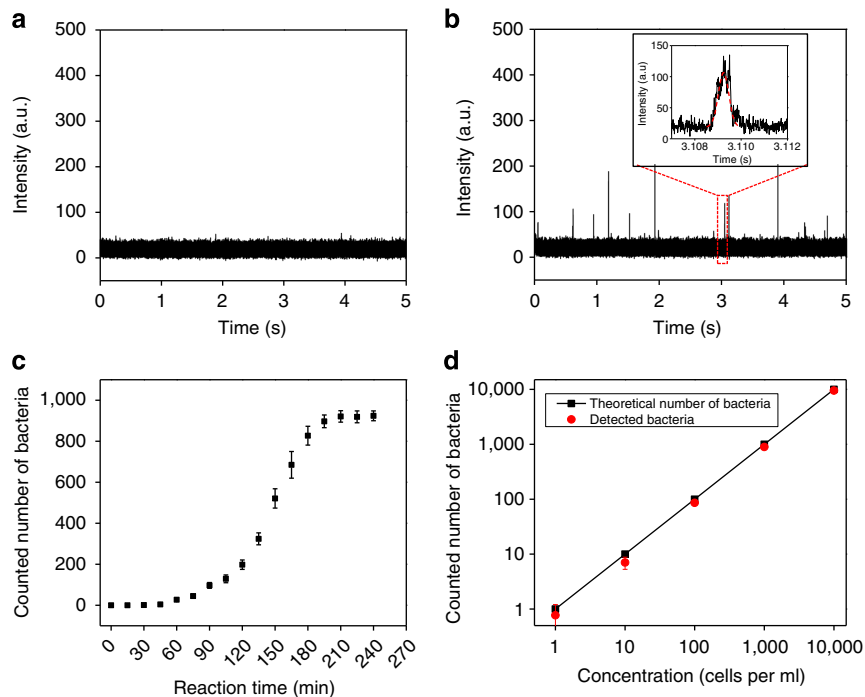 a
500
400
300
200
100
0
Intensity (a.u.)
0 1 2 3 4 5
Time (s)
b
500
400
300
200
100
0
Intensity (a.u.)
0 1 2 3 4 5
Time (s)
150
100
50
0
Intensity (a.u)
3.108 3.110 3.112
Time (s)
c
1,000
800
600
400
200
0
Counted number of bacteria
0 30 60 90 120 150 180 210 240 270
Reaction time (min)
d
10,000
1,000
100
10
1
Counted number of bacteria
Theoretical number of bacteria
Detected bacteria
1 10 100 1,000 10,000
Concentration (cells per ml)